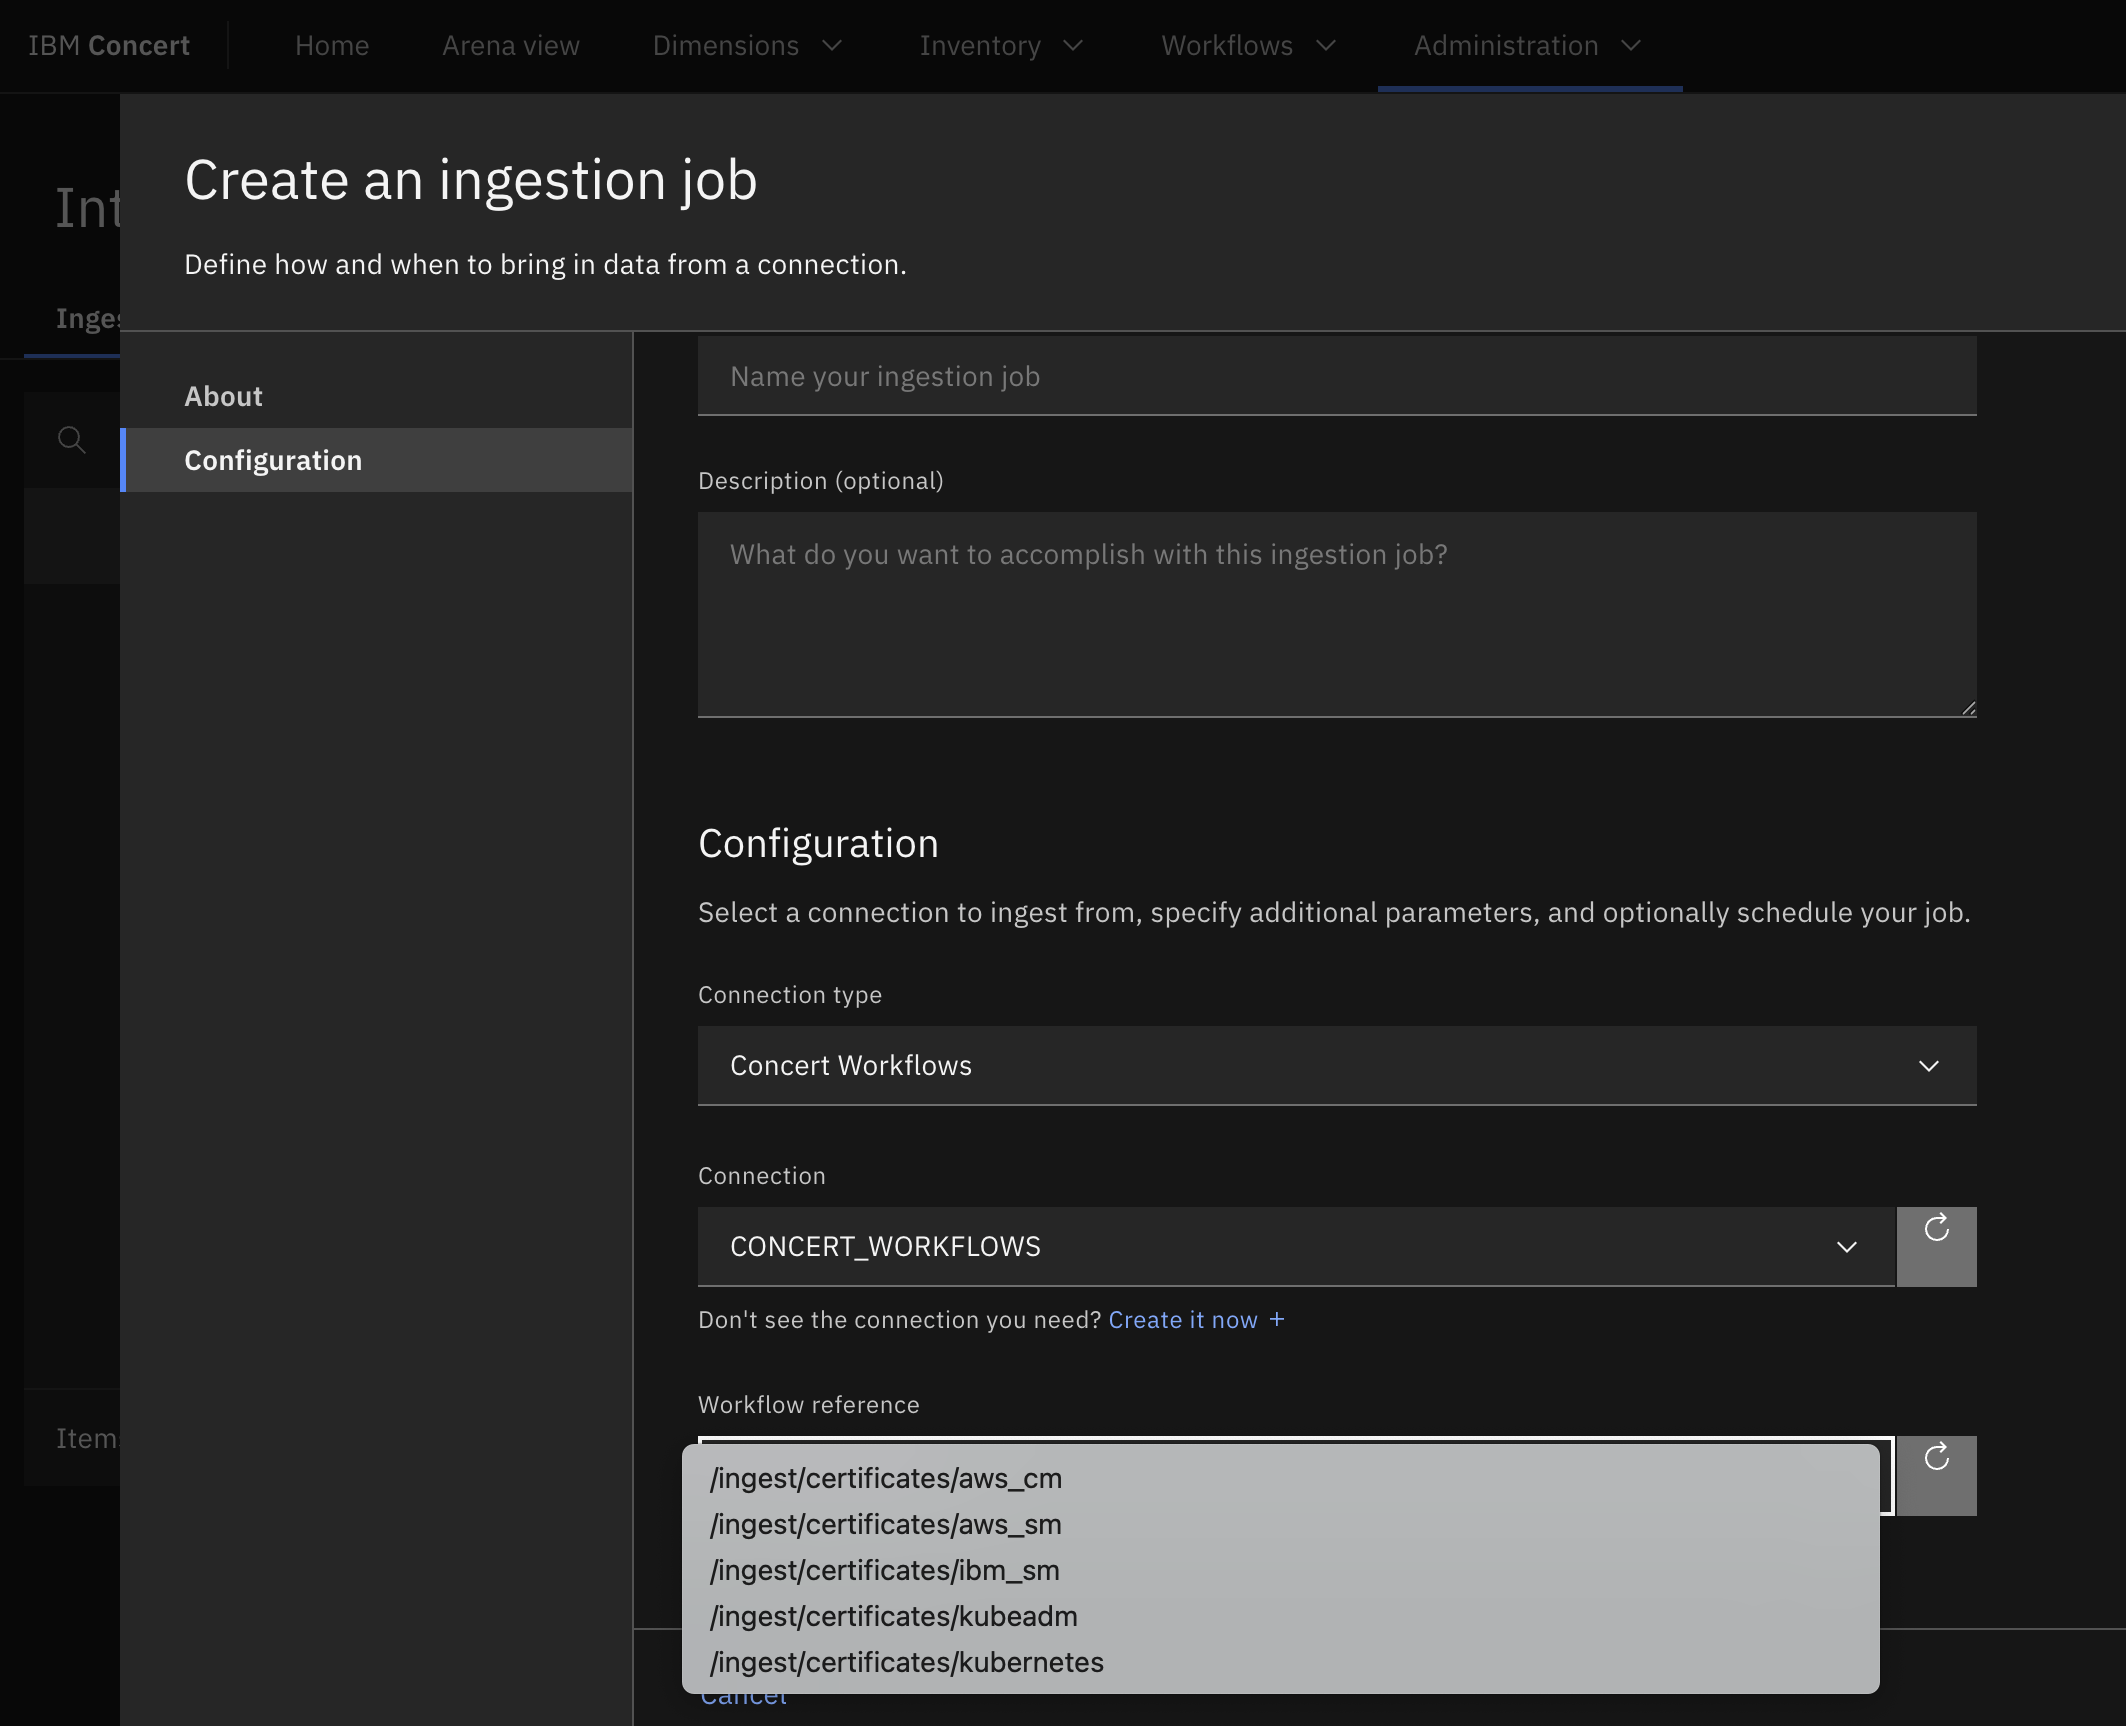 IBM Concert
Home
Arena view
Dimensions
Inventory
Workflows
Administration
Create an ingestion job
Define how and when to bring in data from a connection.
About
Configuration
Name your ingestion job
Description (optional)
What do you want to accomplish with this ingestion job?
Configuration
Select a connection to ingest from, specify additional parameters, and optionally schedule your job.
Connection type
Concert Workflows
Connection
CONCERT_WORKFLOWS
Don't see the connection you need? Create it now +
Workflow reference
/ingest/certificates/aws_cm
/ingest/certificates/aws_sm
/ingest/certificates/ibm_sm
/ingest/certificates/kubeadm
/ingest/certificates/kubernetes
Cancel